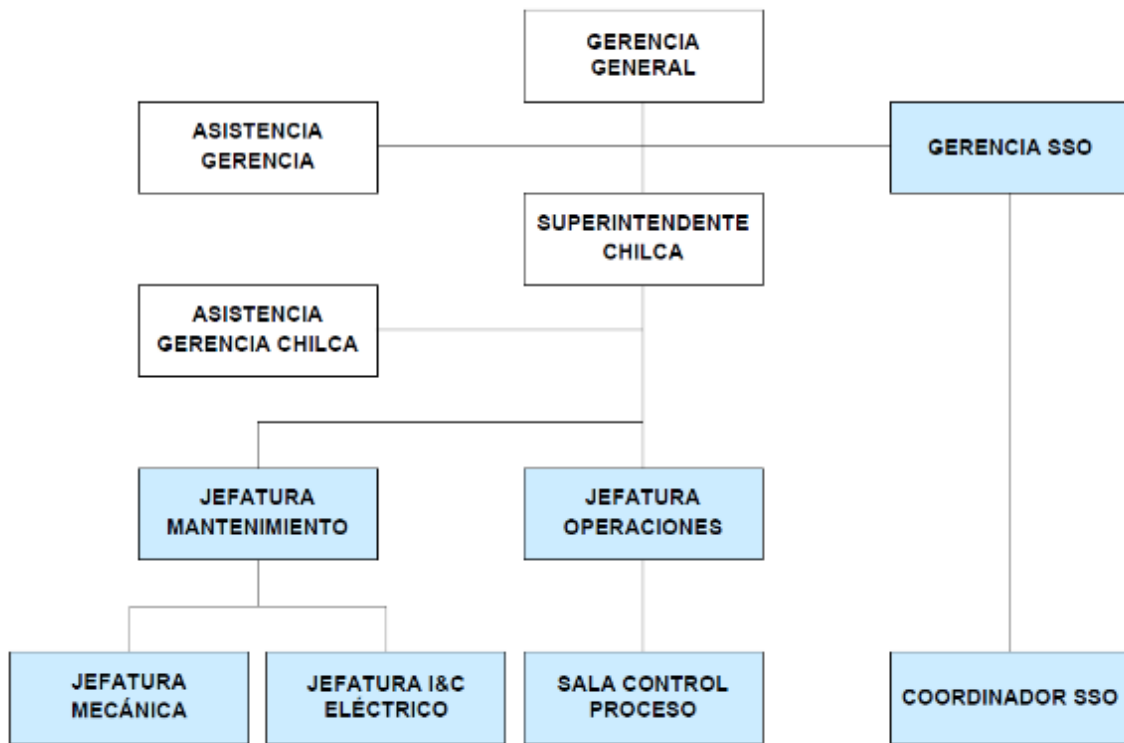 GERENCIA
GENERAL
ASISTENCIA
GERENCIA
GERENCIA SSO
SUPERINTENDENTE
CHILCA
ASISTENCIA
GERENCIA CHILCA
JEFATURA
MANTENIMIENTO
JEFATURA
OPERACIONES
JEFATURA
MECÁNICA
JEFATURA I&C
ELÉCTRICO
SALA CONTROL
PROCESO
COORDINADOR SSO